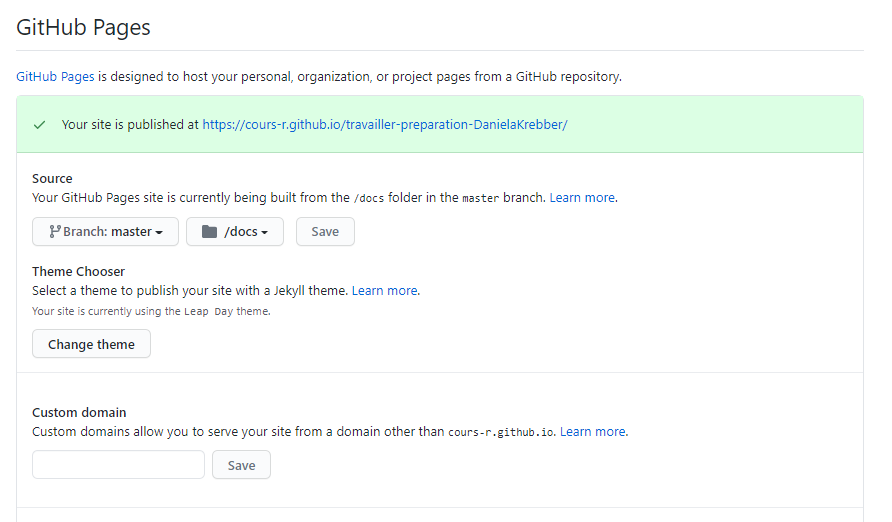 GitHub Pages
GitHub Pages is designed to host your personal, organization, or project pages from a GitHub repository.
Your site is published at https://cours-r.github.io/travailler-preparation-DanielaKrebber/
Source
Your GitHub Pages site is currently being built from the /docs folder in the master branch. Learn more.
Branch: master /docs Save
Theme Chooser
Select a theme to publish your site with a Jekyll theme. Learn more.
Your site is currently using the Leap Day theme.
Change theme
Custom domain
Custom domains allow you to serve your site from a domain other than cours-r.github.io. Learn more.
Save